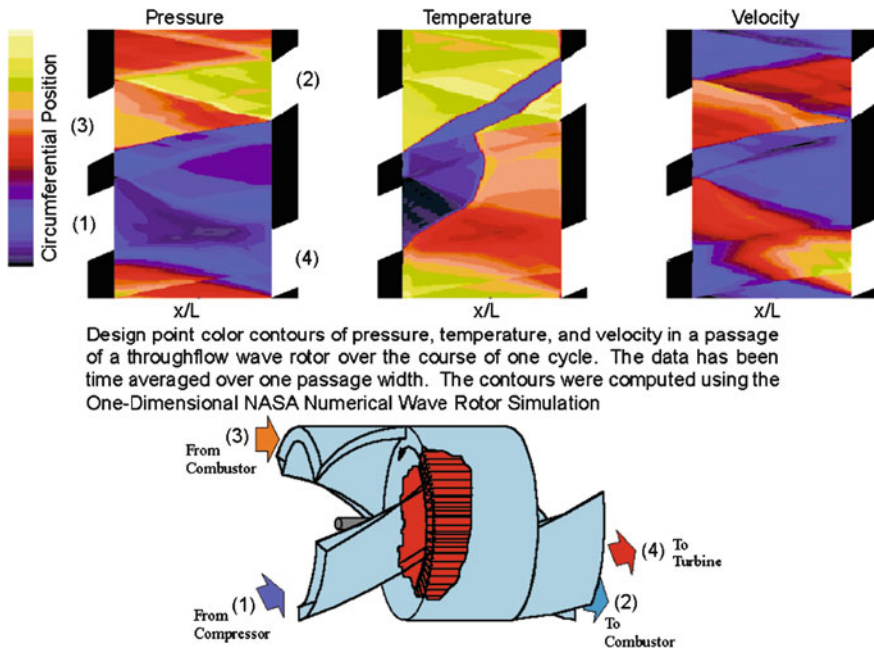 Pressure
Temperature
Velocity
Circumferential Position
(2)
(3)
(1)
(4)
x/L
x/L
x/L
Design point color contours of pressure, temperature, and velocity in a passage
of a throughflow wave rotor over the course of one cycle. The data has been
time averaged over one passage width. The contours were computed using the
One-Dimensional NASA Numerical Wave Rotor Simulation
(3)
From
Combustor
(4)
To
Turbine
(1)
From
Compressor
(2)
To
Combustor